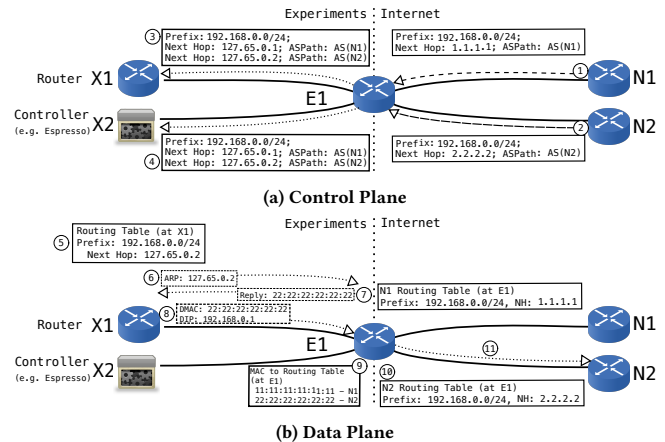 Experiments Internet
③
Prefix: 192.168.0.0/24;
Next Hop: 127.65.0.1; ASPath: AS(N1)
Next Hop: 127.65.0.2; ASPath: AS(N2)
Prefix: 192.168.0.0/24;
Next Hop: 1.1.1.1; ASPath: AS(N1)
①
Router X1
E1
N1
Controller
(e.g. Espresso)
X2
N2
②
④
Prefix: 192.168.0.0/24;
Next Hop: 127.65.0.1; ASPath: AS(N1)
Next Hop: 127.65.0.2; ASPath: AS(N2)
Prefix: 192.168.0.0/24;
Next Hop: 2.2.2.2; ASPath: AS(N2)
(a) Control Plane
Experiments Internet
⑤
Routing Table (at X1)
Prefix: 192.168.0.0/24
Next Hop: 127.65.0.2
⑥
ARP: 127.65.0.2
Reply: 22:22:22:22:22:22
⑦
N1 Routing Table (at E1)
Prefix: 192.168.0.0/24, NH: 1.1.1.1
⑧
DMAC: 22:22:22:22:22:22
DIP: 192.168.0.1
Router X1
E1
N1
⑪
Controller
(e.g. Espresso)
X2
N2
⑨
MAC to Routing Table
(at E1)
11:11:11:11:11:11 – N1
22:22:22:22:22:22 – N2
⑩
N2 Routing Table (at E1)
Prefix: 192.168.0.0/24, NH: 2.2.2.2
(b) Data Plane